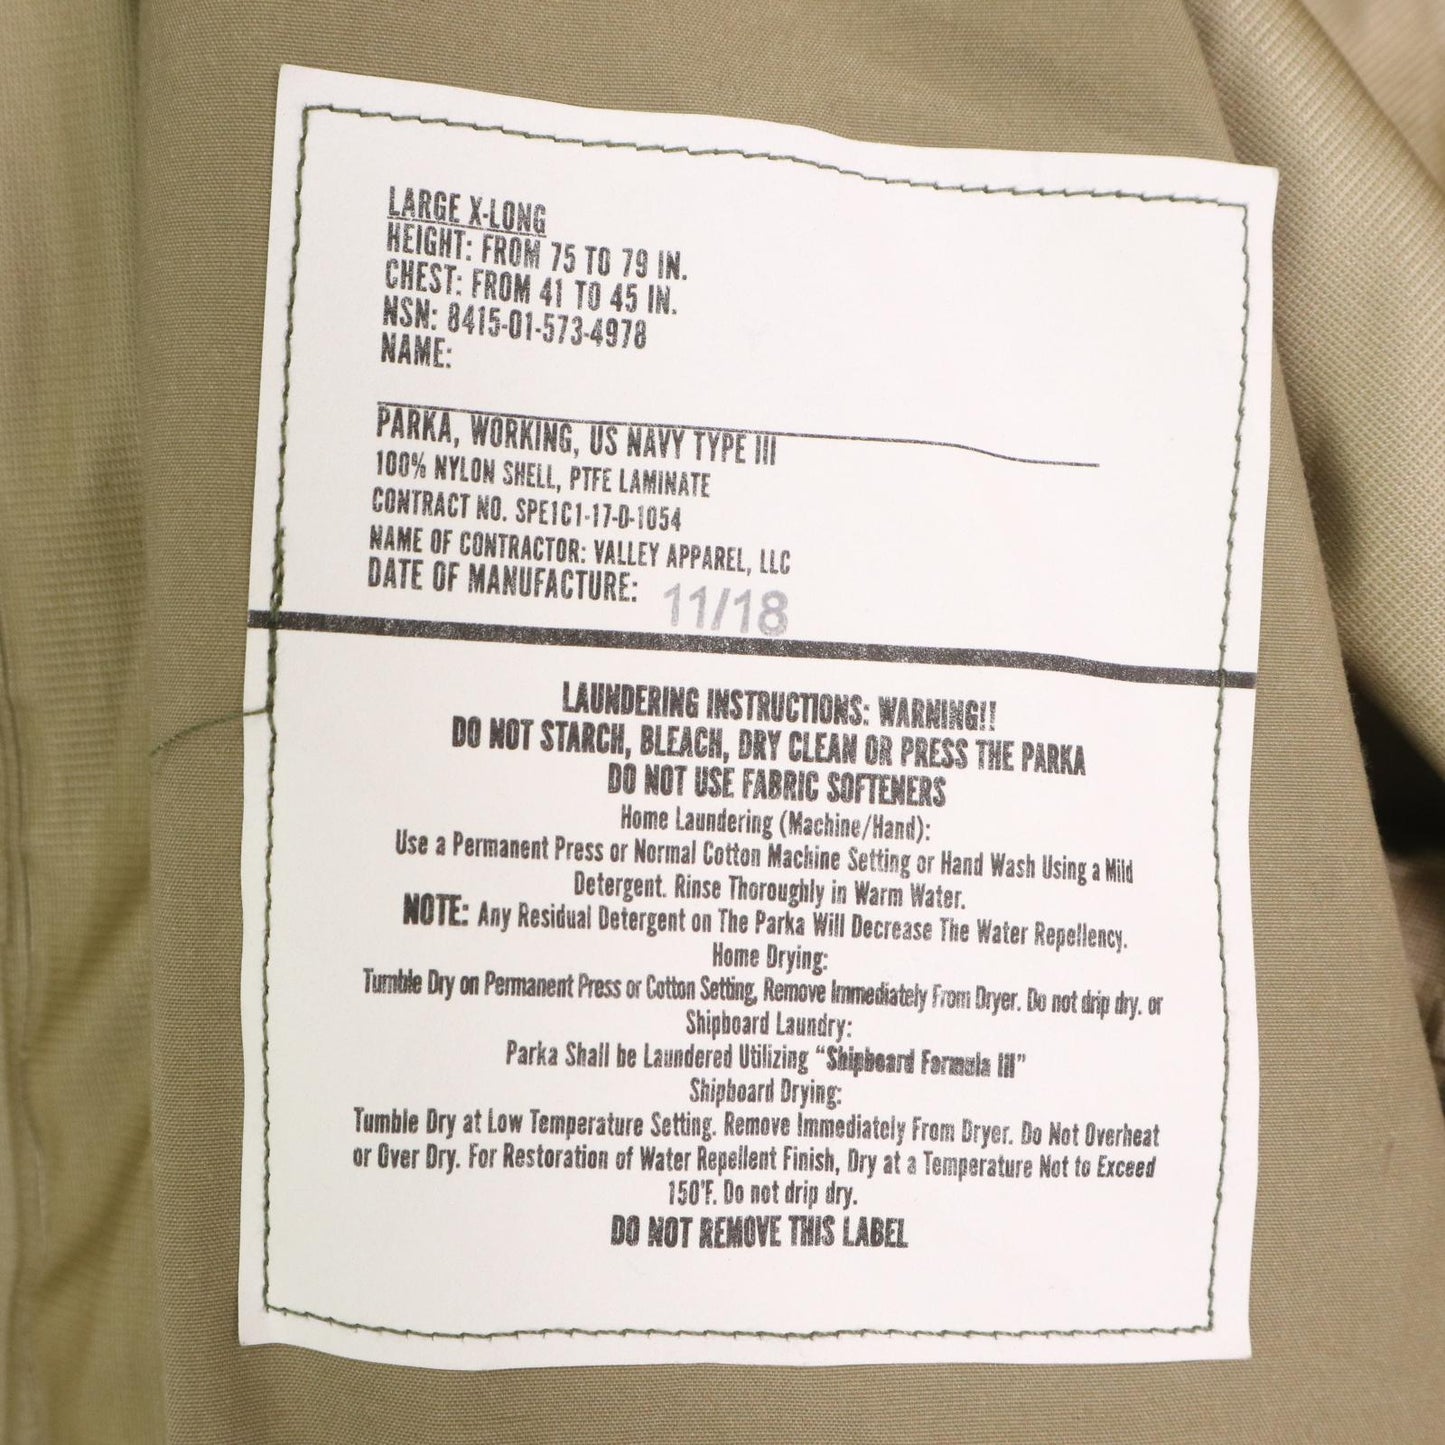 LARGE X-LONG
HEIGHT: FROM 75 TO 79 IN.
CHEST: FROM 41 TO 45 IN.
NSN: 8415-01-573-4978
NAME:
PARKA, WORKING, US NAVY TYPE III
100% NYLON SHELL, PTFE LAMINATE
CONTRACT NO. SPE1C1-17-D-1054
NAME OF CONTRACTOR: VALLEY APPAREL, LLC
DATE OF MANUFACTURE: 11/18
LAUNDERING INSTRUCTIONS: WARNING!!
DO NOT STARCH, BLEACH, DRY CLEAN OR PRESS THE PARKA
DO NOT USE FABRIC SOFTENERS
Home Laundering (Machine/Hand):
Use a Permanent Press or Normal Cotton Machine Setting or Hand Wash Using a Mild
Detergent. Rinse Thoroughly in Warm Water.
NOTE: Any Residual Detergent on The Parka Will Decrease The Water Repellency.
Home Drying:
Tumble Dry on Permanent Press or Cotton Setting, Remove Immediately From Dryer. Do not drip dry. or
Shipboard Laundry:
Parka Shall be Laundered Utilizing “Shipboard Formula III”
Shipboard Drying:
Tumble Dry at Low Temperature Setting. Remove Immediately From Dryer. Do Not Overheat
or Over Dry. For Restoration of Water Repellent Finish, Dry at a Temperature Not to Exceed
150°F. Do not drip dry.
DO NOT REMOVE THIS LABEL